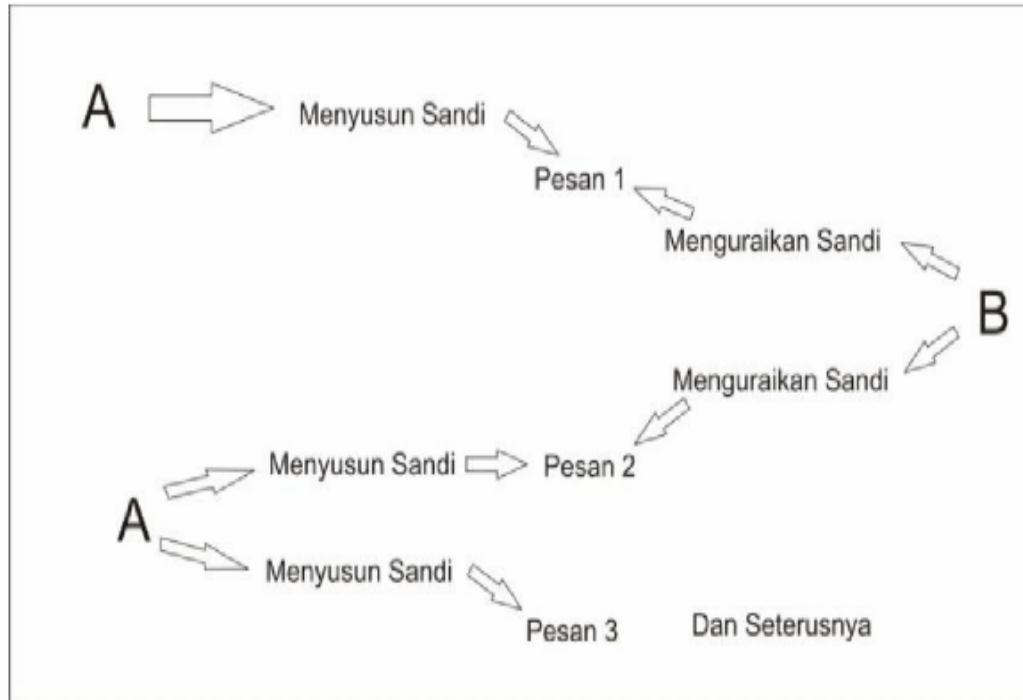 A
Menyusun Sandi
Pesan 1
Menguraikan Sandi
B
Menguraikan Sandi
Menyusun Sandi
Pesan 2
A
Menyusun Sandi
Pesan 3
Dan Seterusnya